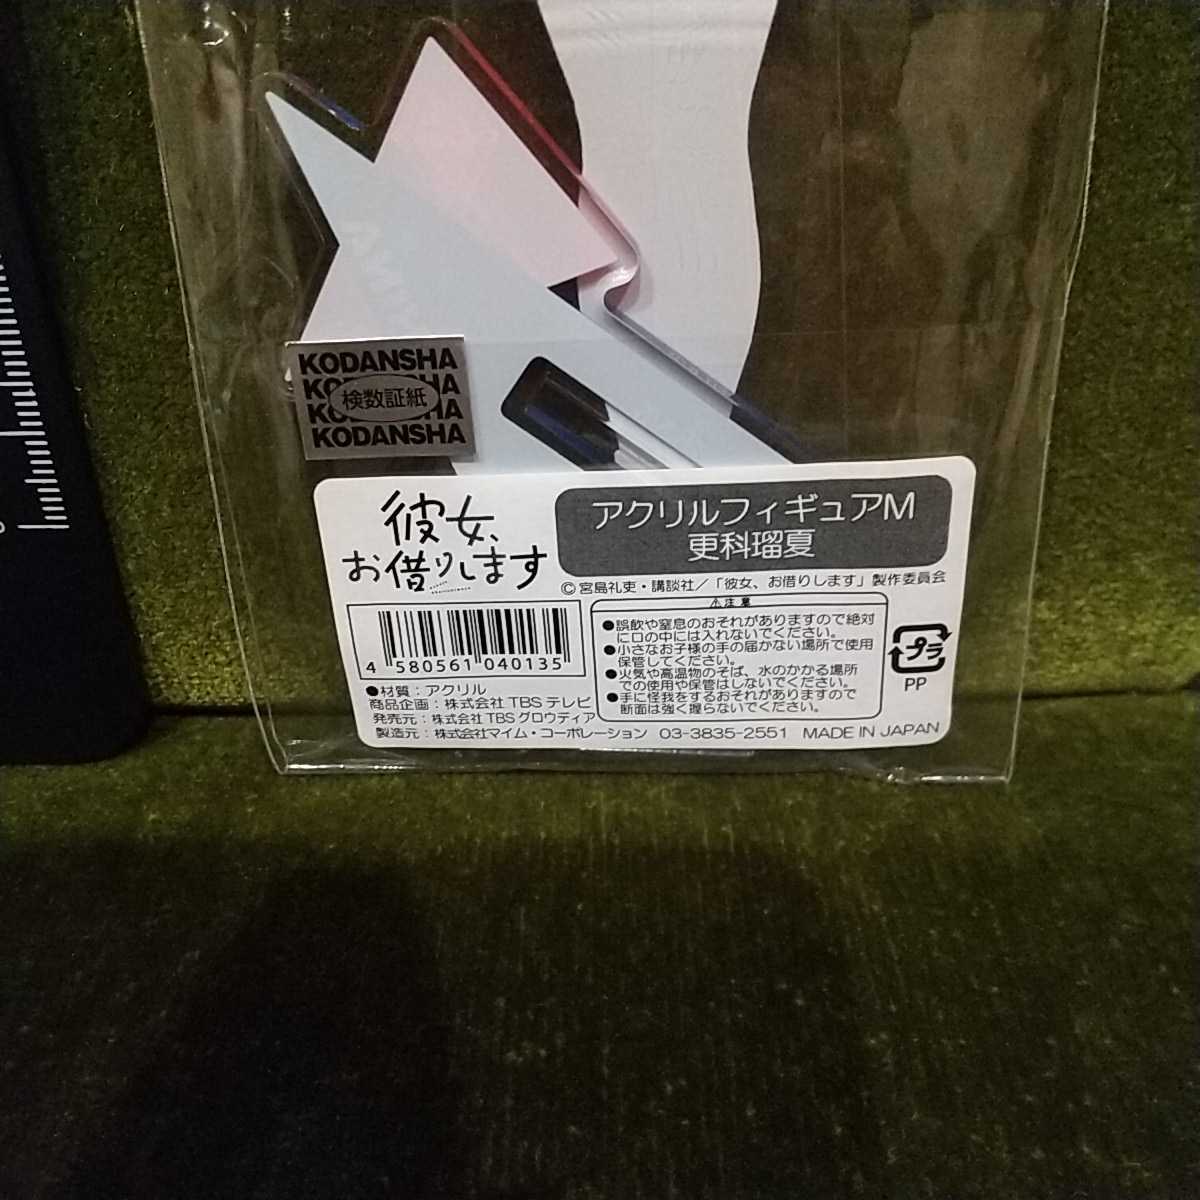 KODANSHA
KODANSHA
検数証紙
KODANSHA
KODANSHA
彼女、
お借りします
アクリルフィギュアM
更科瑠夏
©宮島礼吏・講談社/「彼女、お借りします」製作委員会
4 580561 040135
⚠注意
●誤飲や窒息のおそれがありますので絶対
に口の中には入れないでください。
●小さなお子様の手の届かない場所で使用
保管してください。
●火気や高温物のそば、水のかかる場所
での使用や保管はしないでください。
●手に怪我をするおそれがありますので
断面は強く握らないでください。
プラ
PP
●材質:アクリル
商品企画:株式会社TBSテレビ
発売元:株式会社TBSグロウディア
製造元:株式会社マイム・コーポレーション 03-3835-2551 MADE IN JAPAN